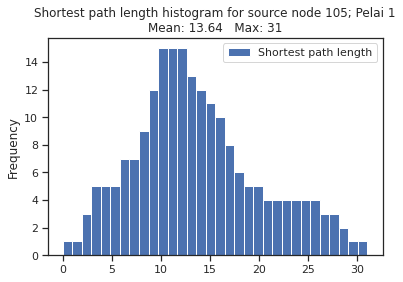 Shortest path length histogram for source node 105; Pelai 1
Mean: 13.64   Max: 31
Shortest path length
Frequency
14
12
10
8
6
4
2
0
0 5 10 15 20 25 30